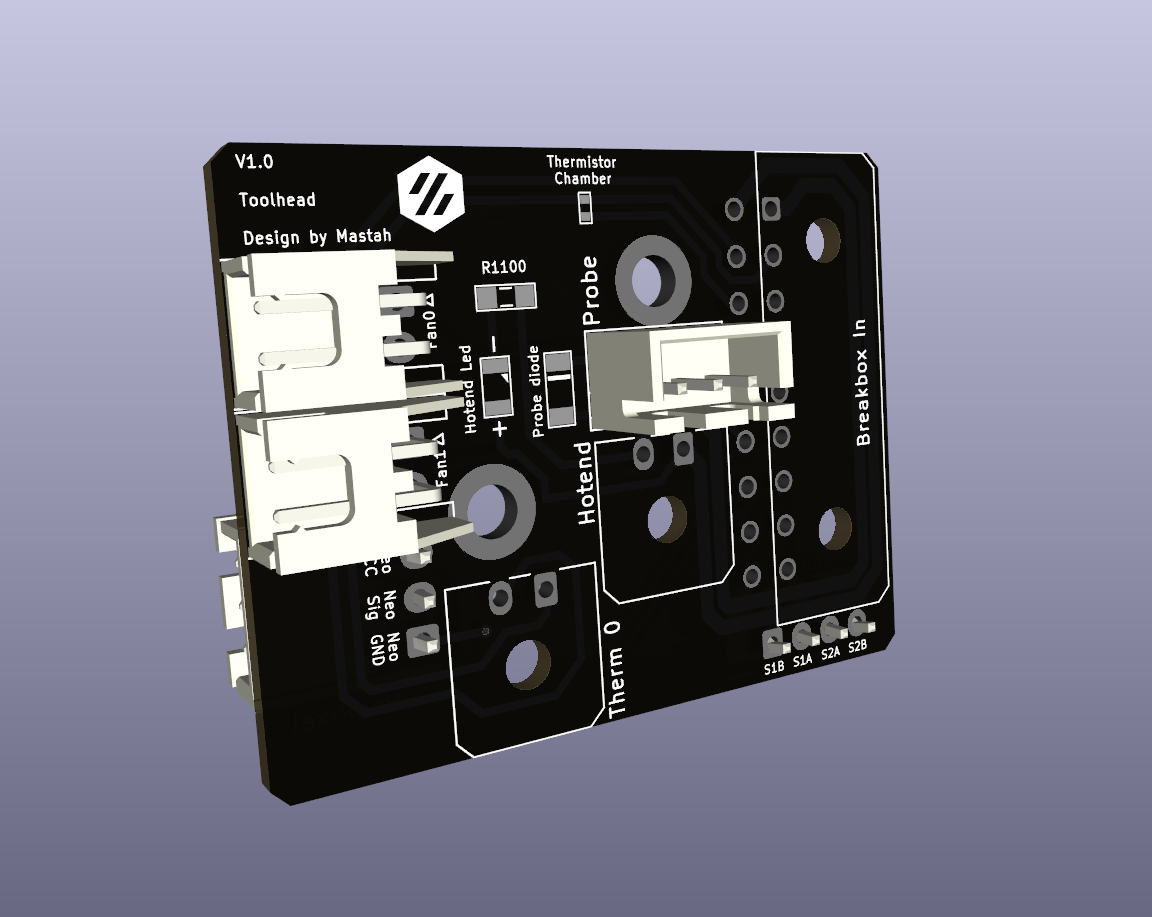 V1.0
Toolhead
Design by Mastah
Thermistor
Chamber
R1100
Probe
Fan0
Hotend Led
-
+
Probe diode
Breakbox In
Fan1
Hotend
Neo
Sig
Neo
GND
Therm 0
S1B
S1A
S2A
S2B